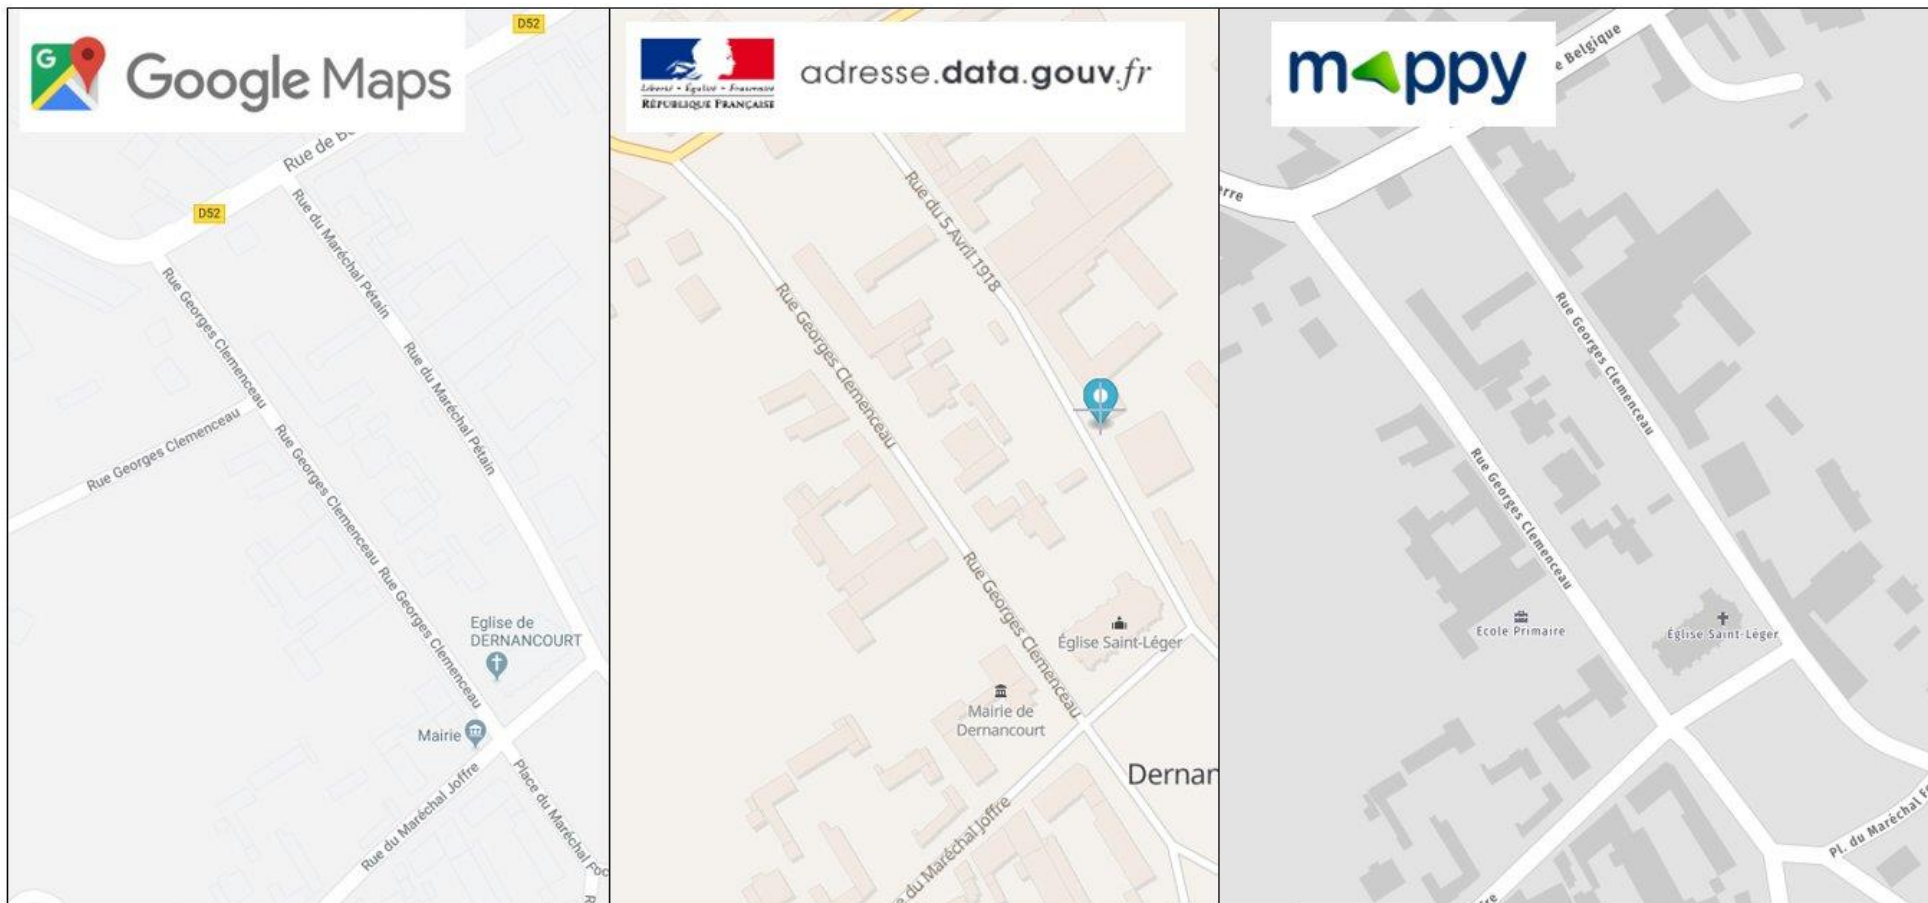 Google Maps
D52
Rue de B
D52
Rue du Maréchal Pétain
Rue Georges Clemenceau
Rue du Maréchal Pétain
Rue Georges Clemenceau
Rue Georges Clemenceau
Rue Georges Clemenceau
Eglise de
DERNANCOURT
Mairie
Rue du Maréchal Joffre
Place du Maréchal Foc
R
adresse.data.gouv.fr
Liberté • Égalité • Fraternité
RÉPUBLIQUE FRANÇAISE
Rue du 5 Avril 1918
Rue Georges Clemenceau
Rue Georges Clemenceau
Église Saint-Léger
Mairie de
Dernancourt
Dernan
e du Maréchal Joffre
mappy
e Belgique
erre
Rue Georges Clemenceau
Rue Georges Clemenceau
Ecole Primaire
Église Saint-Léger
Pl. du Maréchal Fo
re